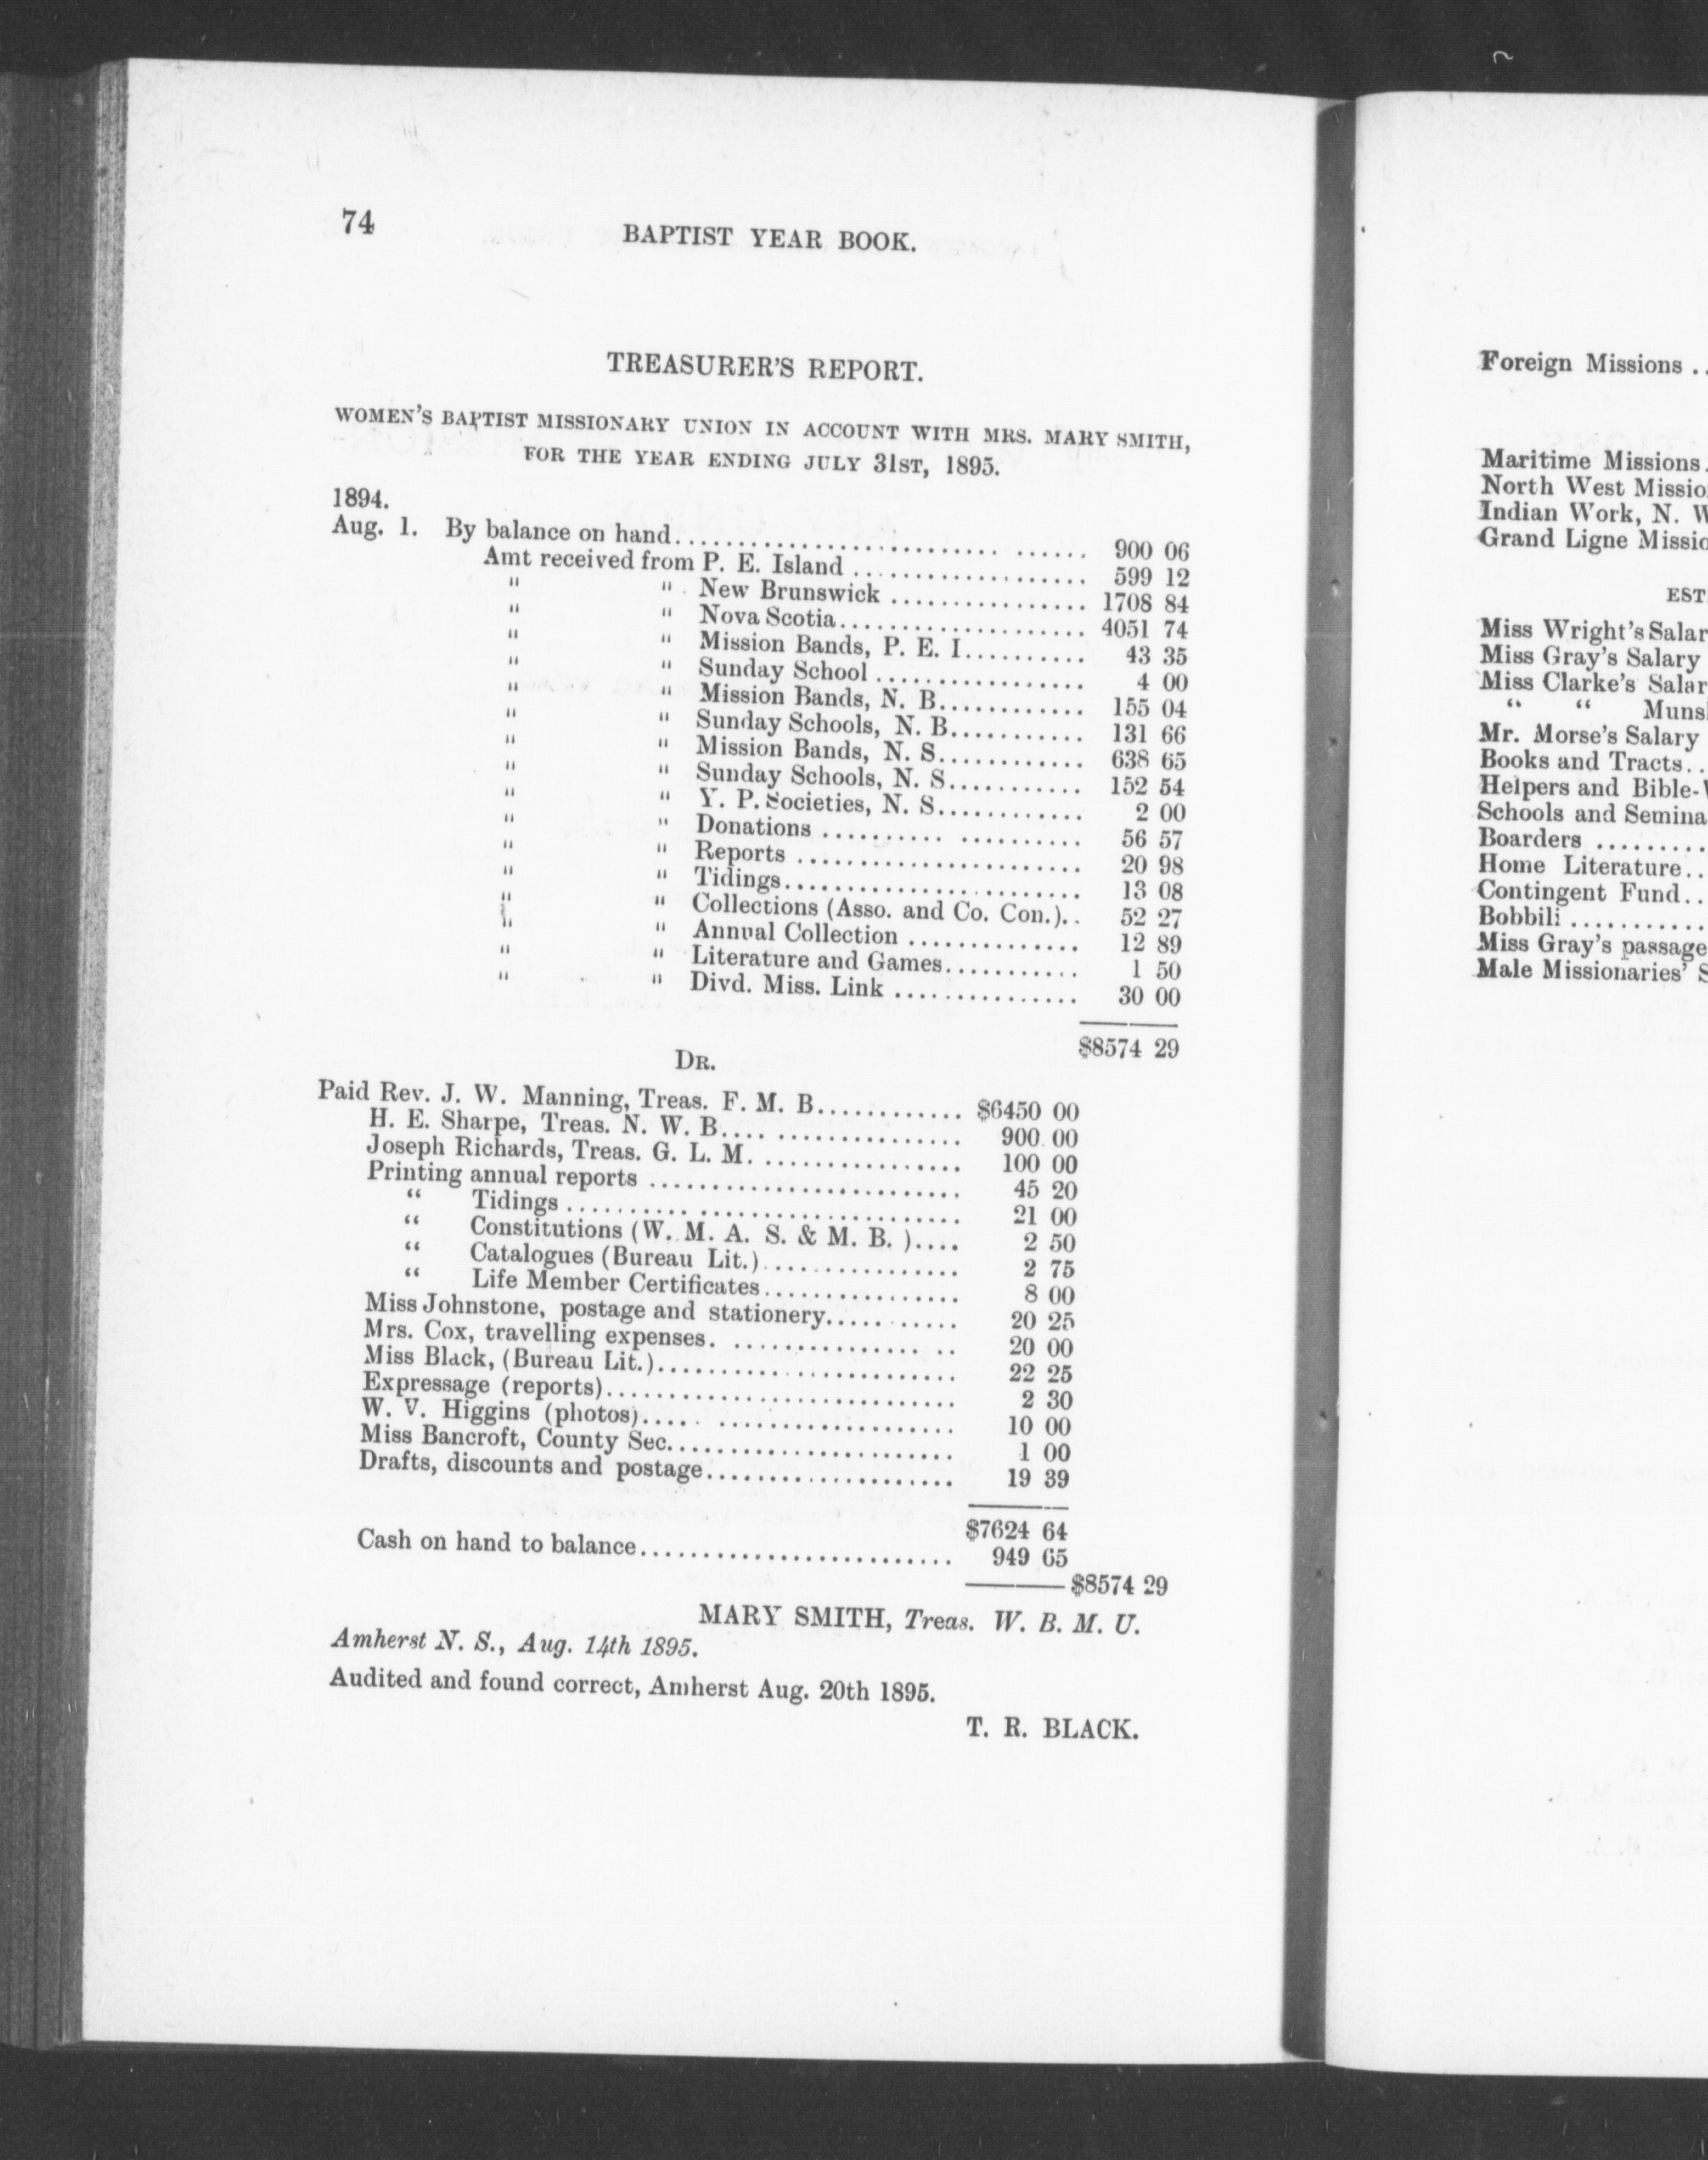 74
BAPTIST YEAR BOOK.
TREASURER'S REPORT.
WOMEN'S BAPTIST MISSIONARY UNION IN ACCOUNT WITH MRS. MARY SMITH,
FOR THE YEAR ENDING JULY 31ST, 1895.
1894.
Aug. 1. By balance on hand.......................... ...... 900 06
Amt received from P. E. Island ................... 599 12
" " New Brunswick ................ 1708 84
" " Nova Scotia.................... 4051 74
" " Mission Bands, P. E. I.......... 43 35
" " Sunday School ................. 4 00
" " Mission Bands, N. B............ 155 04
" " Sunday Schools, N. B........... 131 66
" " Mission Bands, N. S............ 638 65
" " Sunday Schools, N. S........... 152 54
" " Y. P. Societies, N. S............ 2 00
" " Donations .......... .......... 56 57
" " Reports ....................... 20 98
" " Tidings........................ 13 08
" " Collections (Asso. and Co. Con.).. 52 27
" " Annual Collection .............. 12 89
" " Literature and Games........... 1 50
" " Divd. Miss. Link ............... 30 00
$8574 29
DR.
Paid Rev. J. W. Manning, Treas. F. M. B............ $6450 00
H. E. Sharpe, Treas. N. W. B.... ............... 900 00
Joseph Richards, Treas. G. L. M. ................ 100 00
Printing annual reports ......................... 45 20
“ Tidings .......... ...................... 21 00
“ Constitutions (W. M. A. S. & M. B. ).... 2 50
“ Catalogues (Bureau Lit.)................ 2 75
“ Life Member Certificates................ 8 00
Miss Johnstone, postage and stationery..... ..... 20 25
Mrs. Cox, travelling expenses. ............... .. 20 00
Miss Black, (Bureau Lit.)........................ 22 25
Expressage (reports)............................ 2 30
W. V. Higgins (photos)..... ................... 10 00
Miss Bancroft, County Sec....................... 1 00
Drafts, discounts and postage.................... 19 39
$7624 64
Cash on hand to balance......................... 949 65
$8574 29
MARY SMITH, Treas. W. B. M. U.
Amherst N. S., Aug. 14th 1895.
Audited and found correct, Amherst Aug. 20th 1895.
T. R. BLACK.
Foreign Missions ..
Maritime Missions.
North West
Indian Work, N.
Grand Ligne
Miss Wright's
Miss Gray's Salary
Miss Clarke's
“ “
Mr. Morse's Salary
Books and Tracts..
Helpers and
Schools and
Boarders .........
Home Literature..
Contingent Fund..
Bobbili ...........
Miss Gray's passage
Male Missionaries'